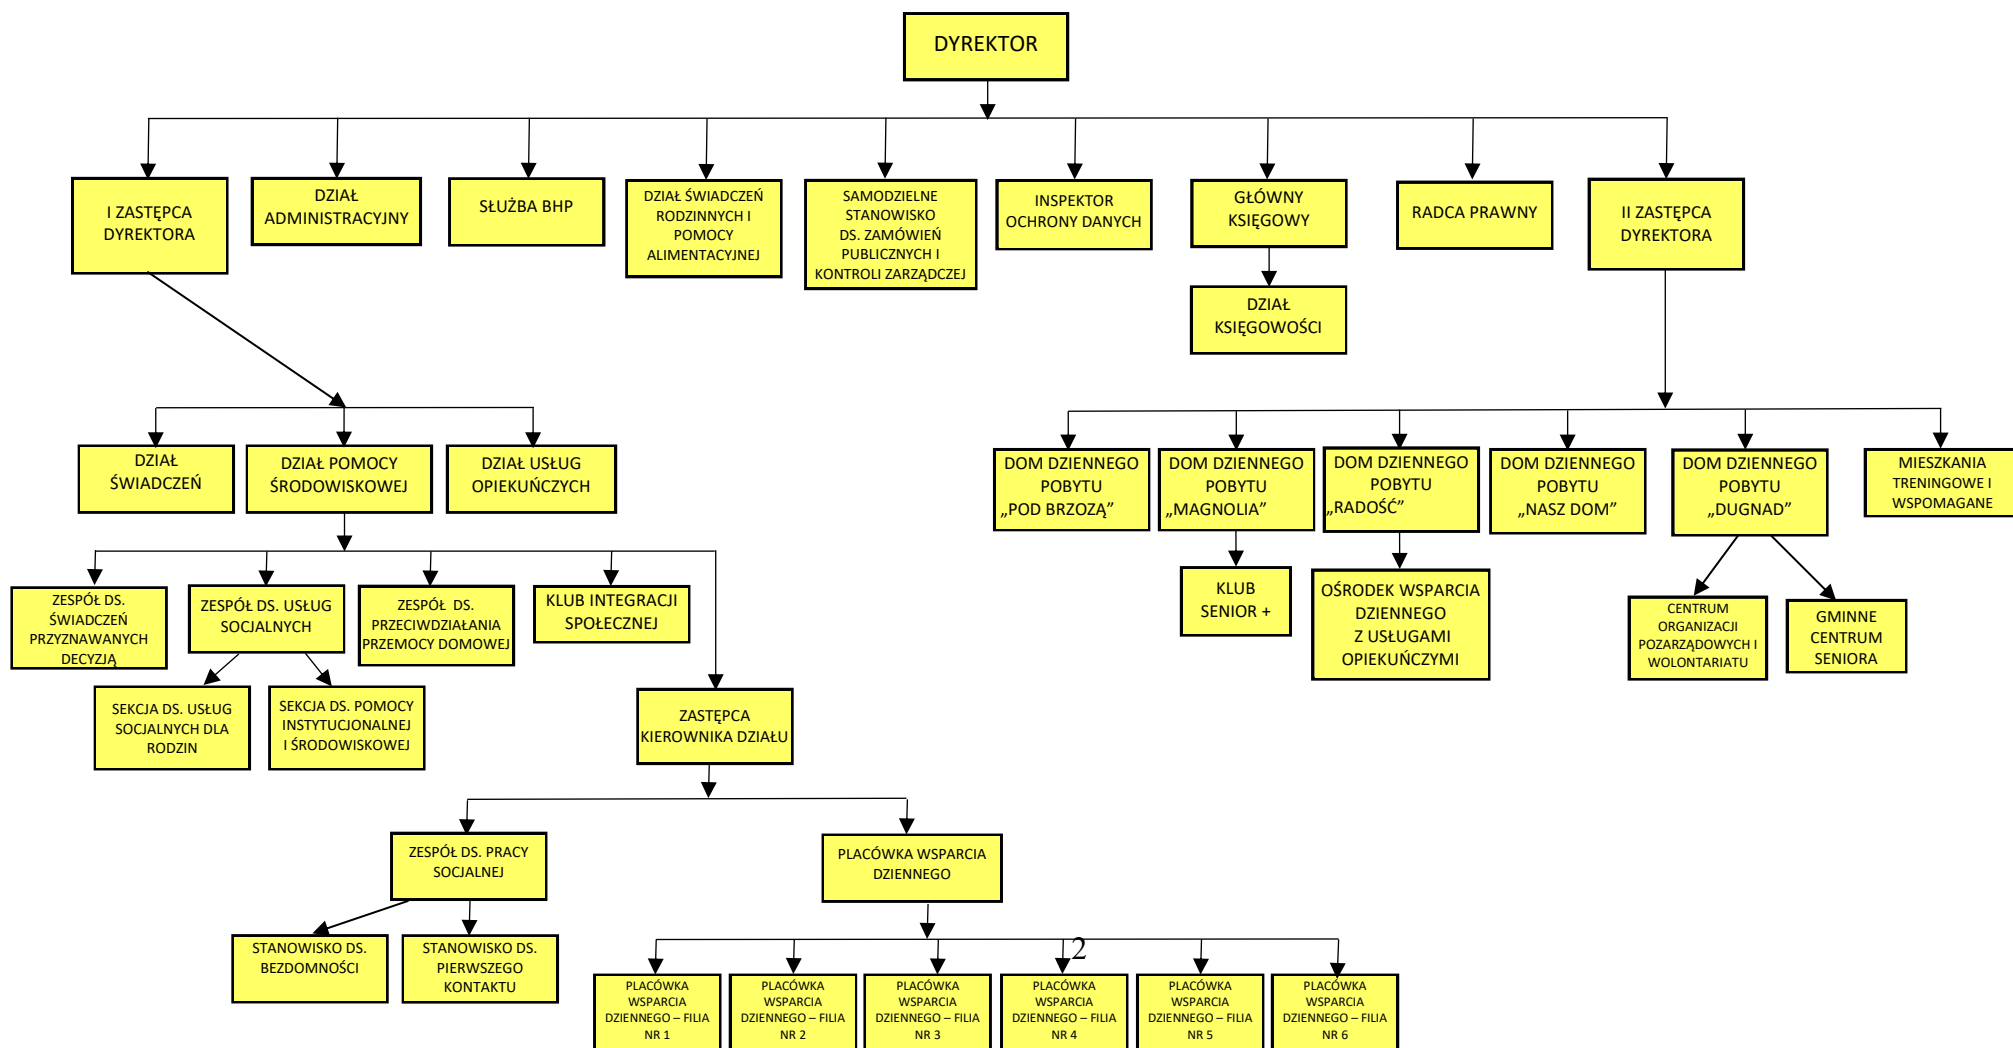 DYREKTOR
I ZASTĘPCA
DYREKTORA
DZIAŁ
ADMINISTRACYJNY
SŁUŻBA BHP
DZIAŁ ŚWIADCZEŃ
RODZINNYCH I
POMOCY
ALIMENTACYJNEJ
SAMODZIELNE
STANOWISKO
DS. ZAMÓWIEŃ
PUBLICZNYCH I
KONTROLI ZARZĄDCZEJ
INSPEKTOR
OCHRONY DANYCH
GŁÓWNY
KSIĘGOWY
RADCA PRAWNY
II ZASTĘPCA
DYREKTORA
DZIAŁ
KSIĘGOWOŚCI
DZIAŁ
ŚWIADCZEŃ
DZIAŁ POMOCY
ŚRODOWISKOWEJ
DZIAŁ USŁUG
OPIEKUŃCZYCH
DOM DZIENNEGO
POBYTU
„POD BRZOZĄ”
DOM DZIENNEGO
POBYTU
„MAGNOLIA”
DOM DZIENNEGO
POBYTU
„RADOŚĆ”
DOM DZIENNEGO
POBYTU
„NASZ DOM”
DOM DZIENNEGO
POBYTU
„DUGNAD”
MIESZKANIA
TRENINGOWE I
WSPOMAGANE
ZESPÓŁ DS.
ŚWIADCZEŃ
PRZYZNAWANYCH
DECYZJĄ
ZESPÓŁ DS. USŁUG
SOCJALNYCH
ZESPÓŁ DS.
PRZECIWDZIAŁANIA
PRZEMOCY DOMOWEJ
KLUB INTEGRACJI
SPOŁECZNEJ
KLUB
SENIOR +
OŚRODEK WSPARCIA
DZIENNEGO
Z USŁUGAMI
OPIEKUŃCZYMI
CENTRUM
ORGANIZACJI
POZARZĄDOWYCH I
WOLONTARIATU
GMINNE
CENTRUM
SENIORA
SEKCJA DS. USŁUG
SOCJALNYCH DLA
RODZIN
SEKCJA DS. POMOCY
INSTYTUCJONALNEJ
I ŚRODOWISKOWEJ
ZASTĘPCA
KIEROWNIKA DZIAŁU
ZESPÓŁ DS. PRACY
SOCJALNEJ
PLACÓWKA WSPARCIA
DZIENNEGO
STANOWISKO DS.
BEZDOMNOŚCI
STANOWISKO DS.
PIERWSZEGO
KONTAKTU
2
PLACÓWKA
WSPARCIA
DZIENNEGO – FILIA
NR 1
PLACÓWKA
WSPARCIA
DZIENNEGO – FILIA
NR 2
PLACÓWKA
WSPARCIA
DZIENNEGO – FILIA
NR 3
PLACÓWKA
WSPARCIA
DZIENNEGO – FILIA
NR 4
PLACÓWKA
WSPARCIA
DZIENNEGO – FILIA
NR 5
PLACÓWKA
WSPARCIA
DZIENNEGO – FILIA
NR 6